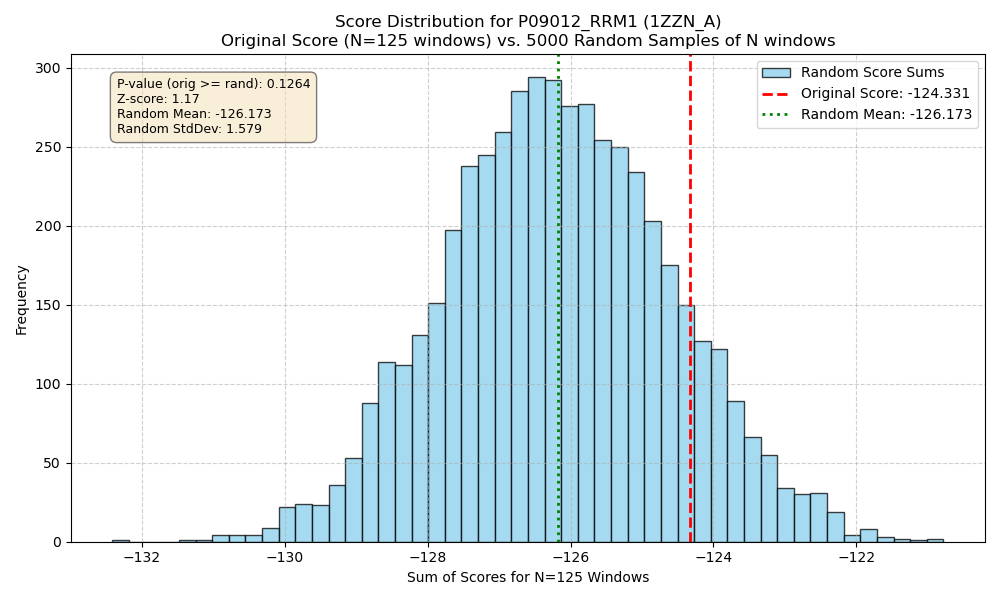 Score Distribution for P09012_RRM1 (1ZZN_A)
Original Score (N=125 windows) vs. 5000 Random Samples of N windows
P-value (orig >= rand): 0.1264
Z-score: 1.17
Random Mean: -126.173
Random StdDev: 1.579
Random Score Sums
Original Score: -124.331
Random Mean: -126.173
Frequency
300
250
200
150
100
50
0
−132
−130
−128
−126
−124
−122
Sum of Scores for N=125 Windows